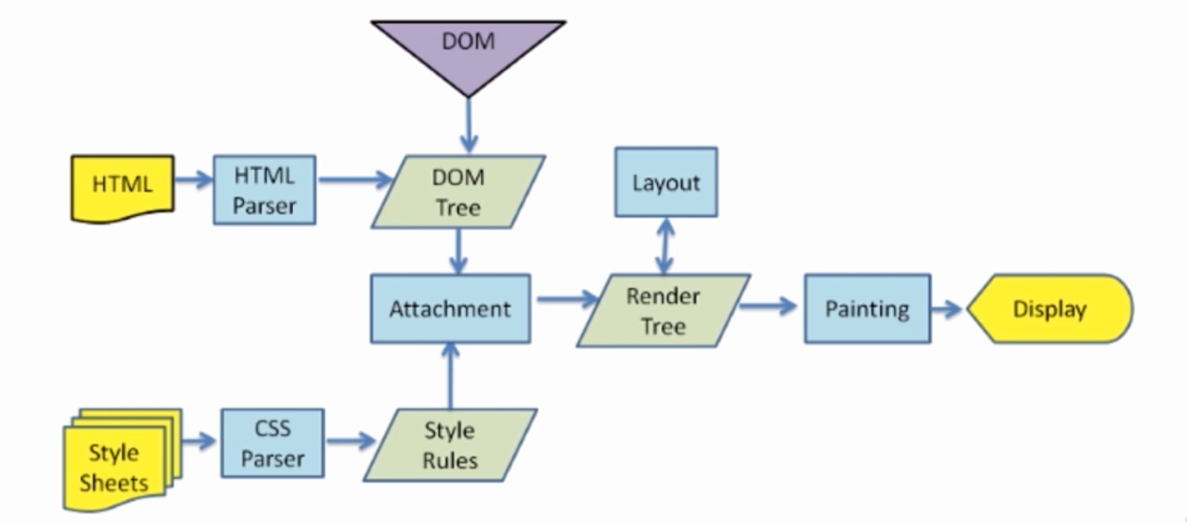 DOM
HTML
HTML
Parser
DOM
Tree
Layout
Attachment
Render
Tree
Painting
Display
Style
Sheets
CSS
Parser
Style
Rules